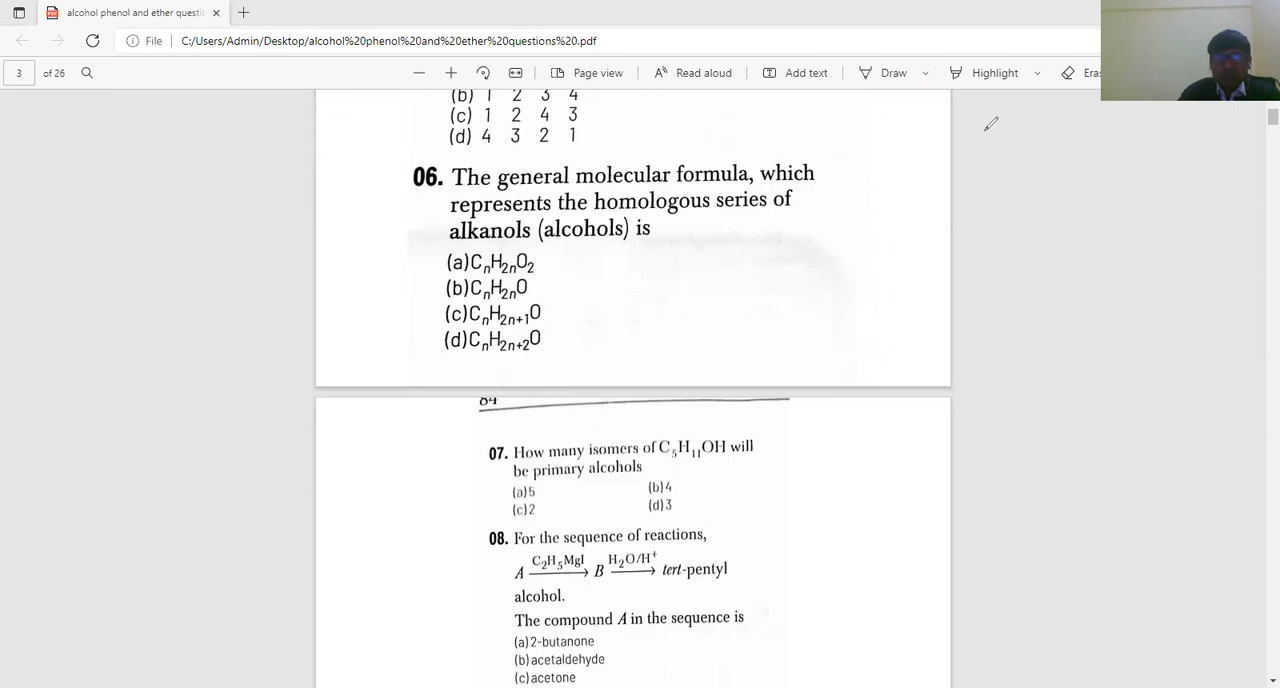 alcohol phenol and ether questic
File | C:/Users/Admin/Desktop/alcohol%20phenol%20and%20ether%20questions%20.pdf
3 of 26 Page view Read aloud Add text Draw Highlight Eras
(b) 1 2 3 4
(c) 1 2 4 3
(d) 4 3 2 1
06. The general molecular formula, which
represents the homologous series of
alkanols (alcohols) is
(a) CₙH₂ₙO₂
(b) CₙH₂ₙO
(c) CₙH₂ₙ₊₁O
(d) CₙH₂ₙ₊₂O
07. How many isomers of C₅H₁₁OH will
be primary alcohols
(a) 5 (b) 4
(c) 2 (d) 3
08. For the sequence of reactions,
A C₂H₅MgI→ B H₂O/H⁺→ tert-pentyl
alcohol.
The compound A in the sequence is
(a) 2-butanone
(b) acetaldehyde
(c) acetone